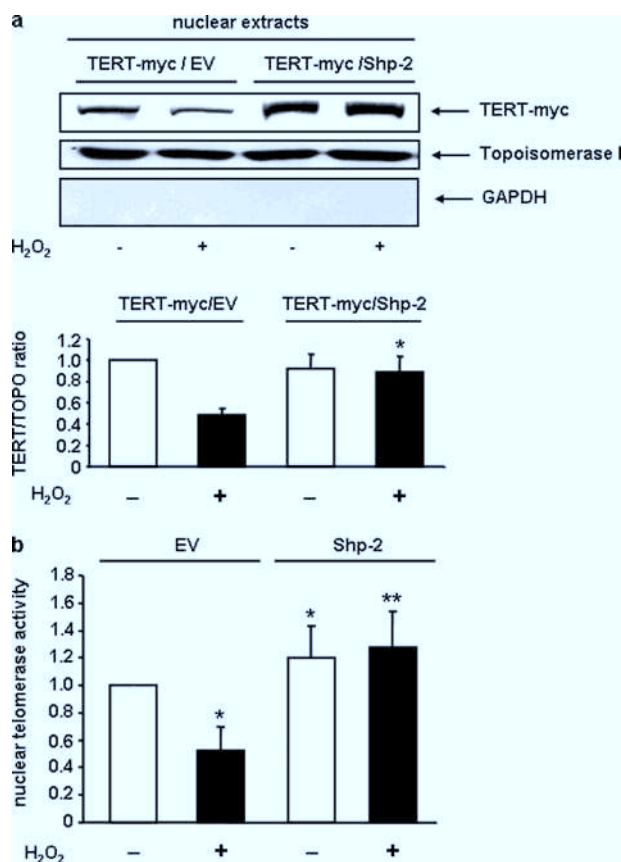 a
nuclear extracts
TERT-myc / EV TERT-myc /Shp-2
TERT-myc
Topoisomerase I
GAPDH
H₂O₂ - + - +
TERT-myc/EV TERT-myc/Shp-2
TERT/TOPO ratio
1.2
1.0
0.8
0.6
0.4
0.2
0
*
H₂O₂ – + – +
b
EV Shp-2
nuclear telomerase activity
1.8
1.6
1.4
1.2
1.0
0.8
0.6
0.4
0.2
0
* * **
H₂O₂ – + – +